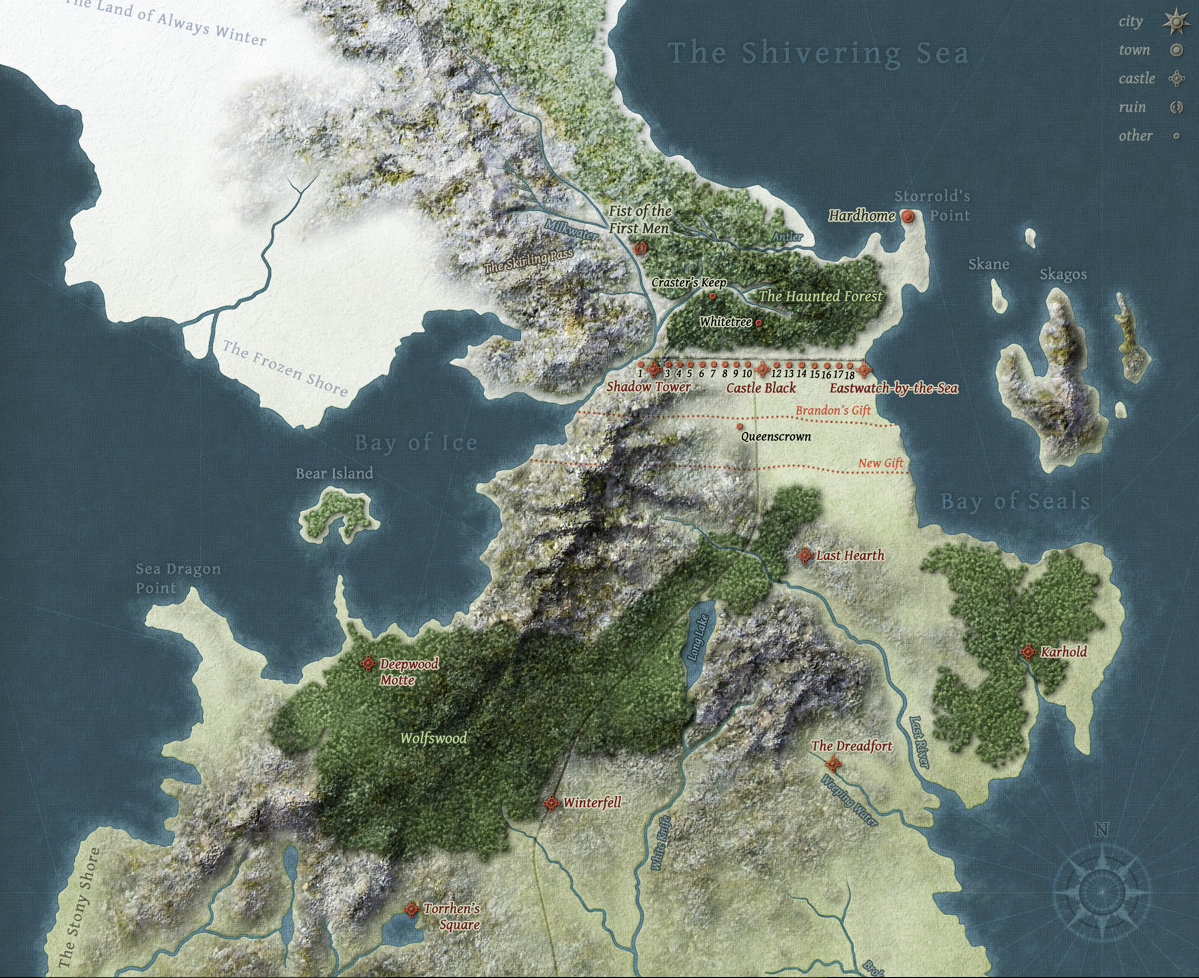 The Land of Always Winter
The Shivering Sea
city
town
castle
ruin
other
Storrold's
Point
Hardhome
Fist of the
First Men
Milkwater
Antler
The Skirling Pass
Skane
Skagos
Craster's Keep
The Haunted Forest
Whitetree
The Frozen Shore
1 3 4 5 6 7 8 9 10 12 13 14 15 16 17 18
Shadow Tower
Castle Black
Eastwatch-by-the-Sea
Brandon's Gift
Queenscrown
Bay of Ice
New Gift
Bear Island
Bay of Seals
Last Hearth
Sea Dragon
Point
Long Lake
Karhold
Deepwood
Motte
Wolfswood
Last River
The Dreadfort
Weeping Water
Winterfell
White Knife
N
The Stony Shore
Torrhen's
Square